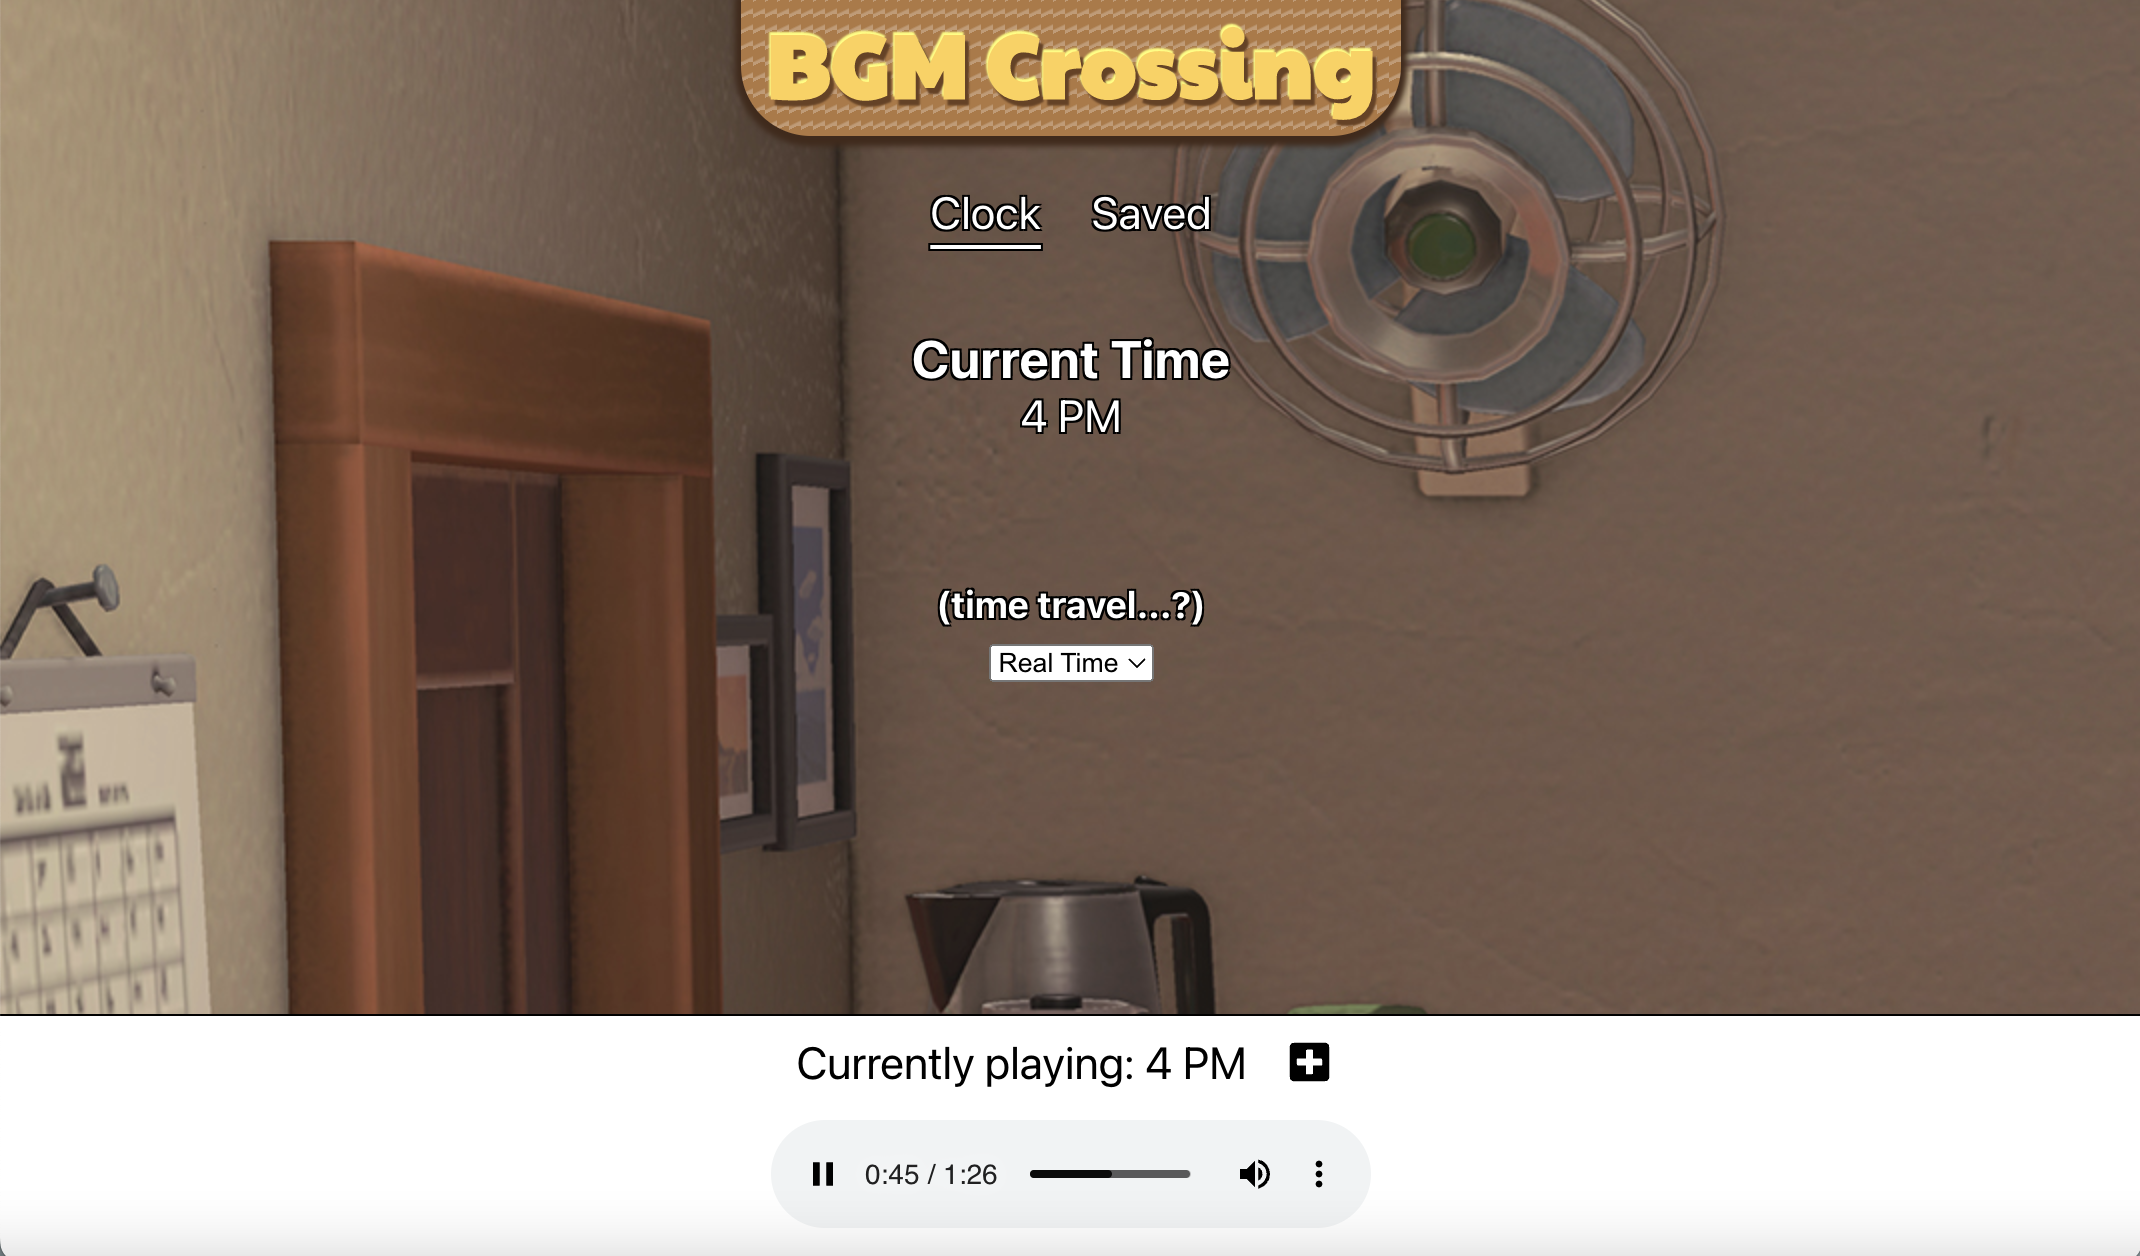 BGM Crossing
Clock Saved
Current Time
4 PM
(time travel...?)
Real Time
Currently playing: 4 PM
0:45 / 1:26